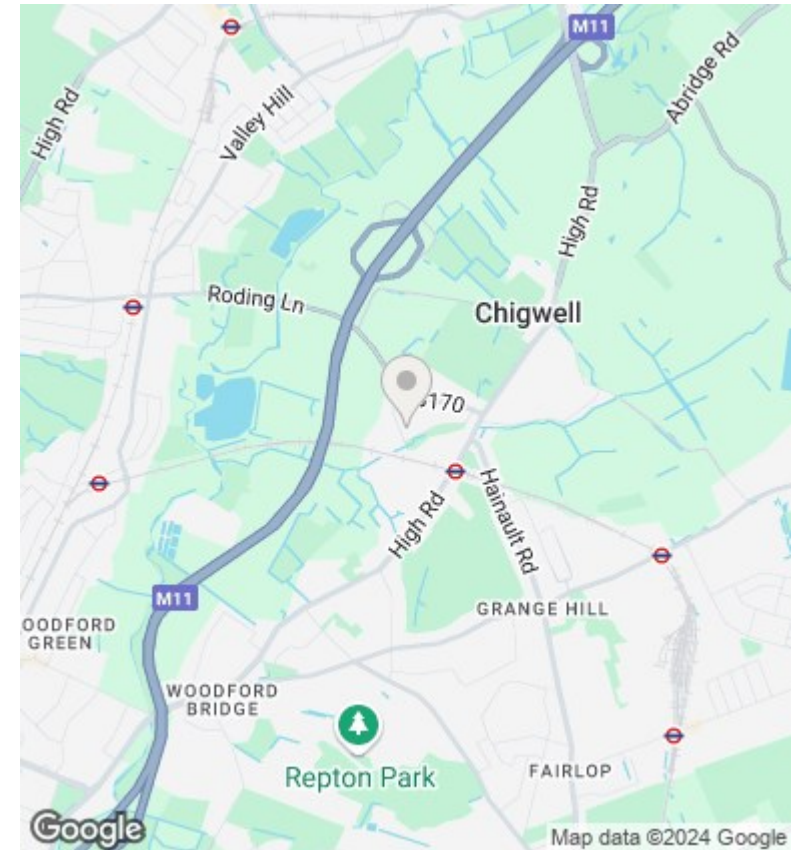 M11
High Rd
Valley Hill
Abridge Rd
High Rd
Roding Ln
Chigwell
170
High Rd
Hainault Rd
M11
GRANGE HILL
OODFORD
GREEN
WOODFORD
BRIDGE
Repton Park
FAIRLOP
Google
Map data ©2024 Google